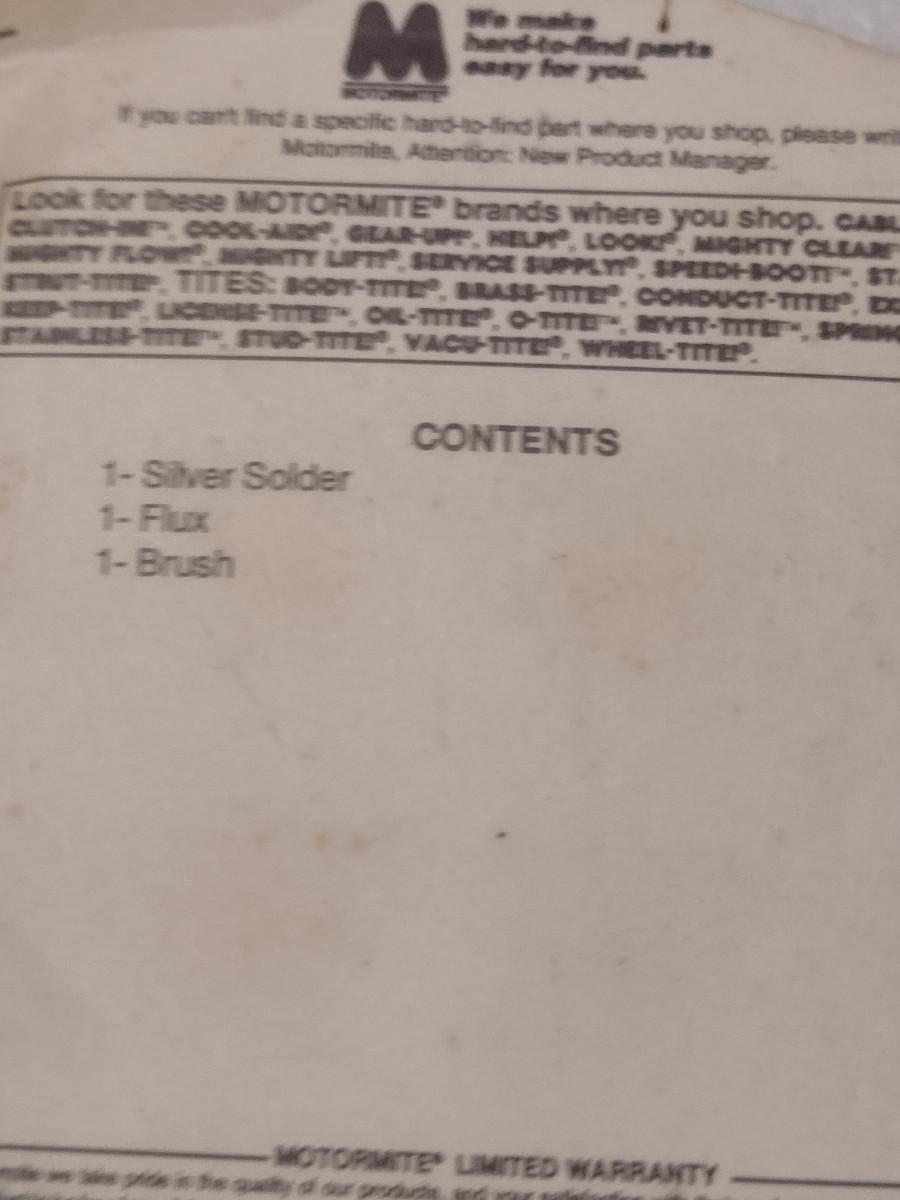 We make
hard-to-find parts
easy for you.
MOTORMITE®
If you can't find a specific hard-to-find part where you shop, please writ
Motormite, Attention: New Product Manager.
Look for these MOTORMITE® brands where you shop. CABL
COOL-AID!®, GEAR-UP!®, HELP!®, LOOK!®, MIGHTY CLEAR!
MIGHTY FLOW!®, MIGHTY LIFT!®, SERVICE SUPPLY!®, SPEEDI-BOOT!™, ST
STRUT-TITE!®, TITES: BODY-TITE!®, BRASS-TITE!®, CONDUCT-TITE!®, EX
KEEP-TITE!®, LICENSE-TITE!™, OIL-TITE!®, O-TITE!™, RIVET-TITE!™, SPRING
STAINLESS-TITE!™, STUD-TITE!®, VACU-TITE!®, WHEEL-TITE!®.
CONTENTS
1- Silver Solder
1- Flux
1- Brush
MOTORMITE® LIMITED WARRANTY
we take pride in the quality of our products, and your satisfaction